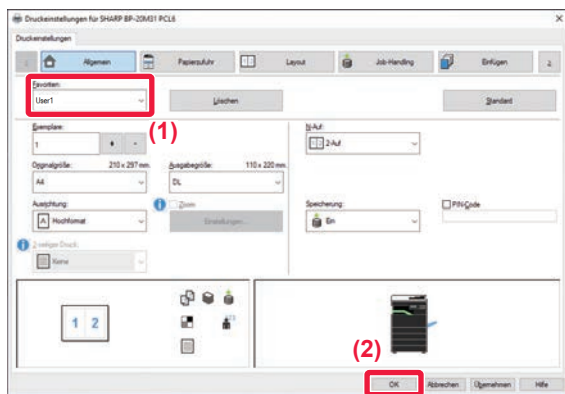 Druckeinstellungen für SHARP BP-20M31 PCL6
Druckeinstellungen
Allgemein Papierzufuhr Layout Job-Handling Einfügen
Favoriten:
User1 Löschen Standard
(1)
Exemplare: N-Auf:
1 + - 2-Auf
Originalgröße: 210 x 297 mm. Ausgabegröße: 110 x 220 mm.
A4 DL
Ausrichtung: Zoom Speicherung: PIN-Code
Hochformat Einstellungen... Ein
2-seitiger Druck:
Keine
1 2
(2)
OK Abbrechen Übernehmen Hilfe